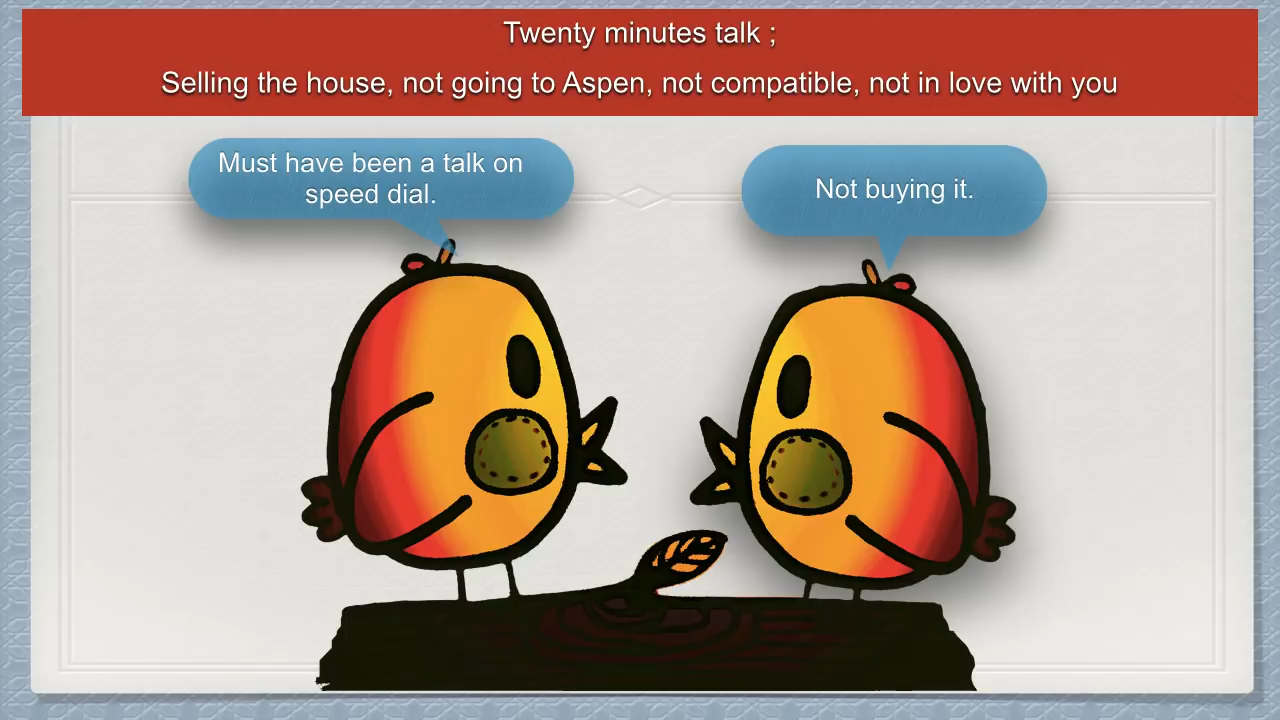 Twenty minutes talk ;
Selling the house, not going to Aspen, not compatible, not in love with you
Must have been a talk on
speed dial.
Not buying it.